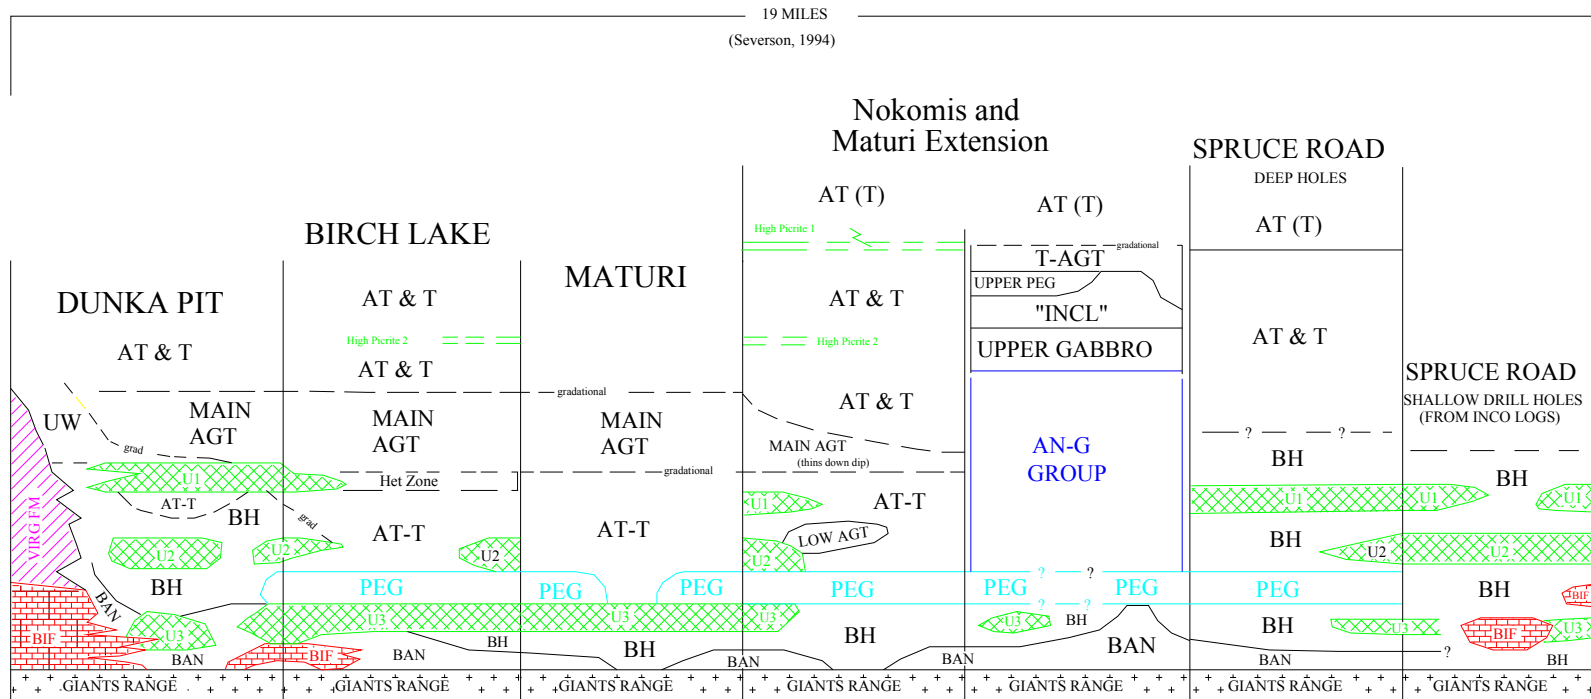 19 MILES
(Severson, 1994)
Nokomis and
Maturi Extension
SPRUCE ROAD
DEEP HOLES
AT (T)
AT (T)
AT (T)
High Picrite 1
gradational
T-AGT
UPPER PEG
"INCL"
UPPER GABBRO
BIRCH LAKE
MATURI
DUNKA PIT
AT & T
AT & T
AT & T
High Picrite 2
High Picrite 2
AT & T
AT & T
AT & T
SPRUCE ROAD
SHALLOW DRILL HOLES
(FROM INCO LOGS)
gradational
UW
MAIN
AGT
MAIN
AGT
MAIN
AGT
AT & T
MAIN AGT
(thins down dip)
AN-G
GROUP
? ?
grad
gradational
BH
BH
U1
Het Zone
U1
U1
U1
U1
AT-T
BH
grad
AT-T
AT-T
AT-T
LOW AGT
BH
VIRG FM
U2
U2
U2
U2
U2
U2
BH
PEG
PEG
PEG
PEG
PEG
? ?
PEG
PEG
BH
BIF
BAN
? ?
U3
U3
U3
U3
U3
BH
BH
U3
BIF
U3
BIF
BH
BH
BH
BAN
BIF
BAN
BIF
BAN
BAN
BAN
BAN
?
BH
GIANTS RANGE
GIANTS RANGE
GIANTS RANGE
GIANTS RANGE
GIANTS RANGE
GIANTS RANGE
GIANTS RANGE